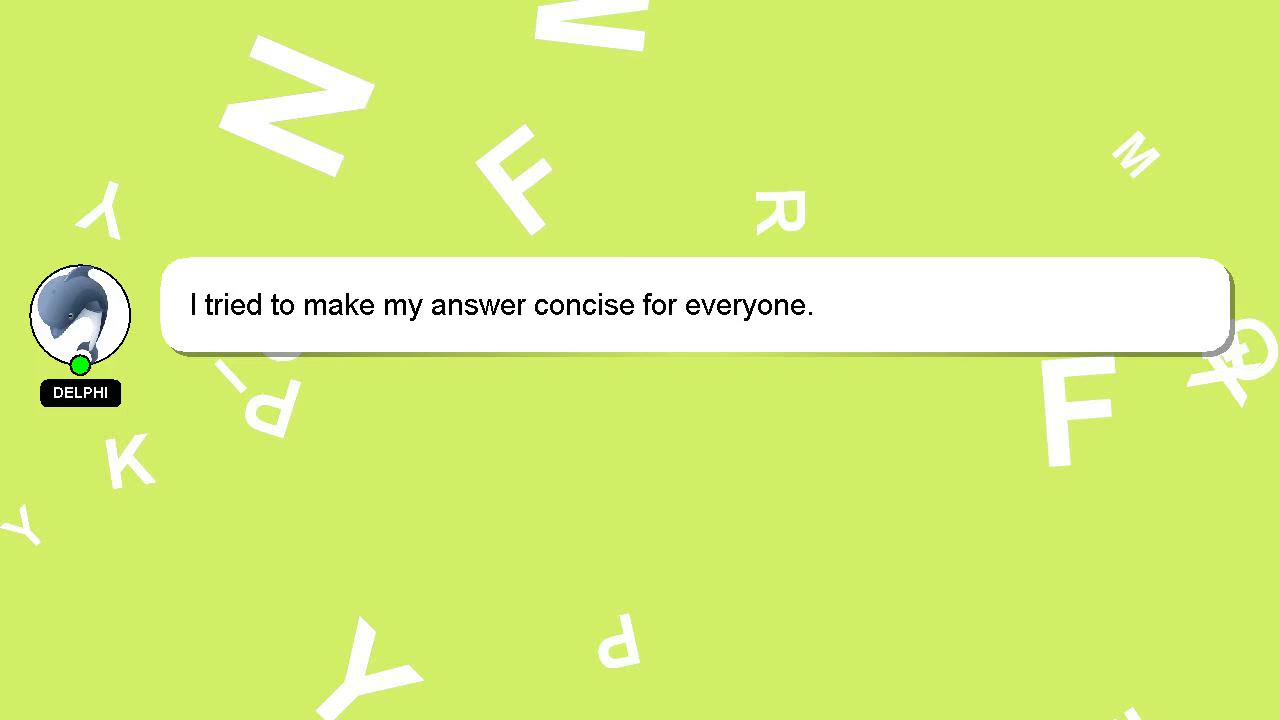 I tried to make my answer concise for everyone.
DELPHI
N
F
Y
R
M
F
P
K
Y
Y
P